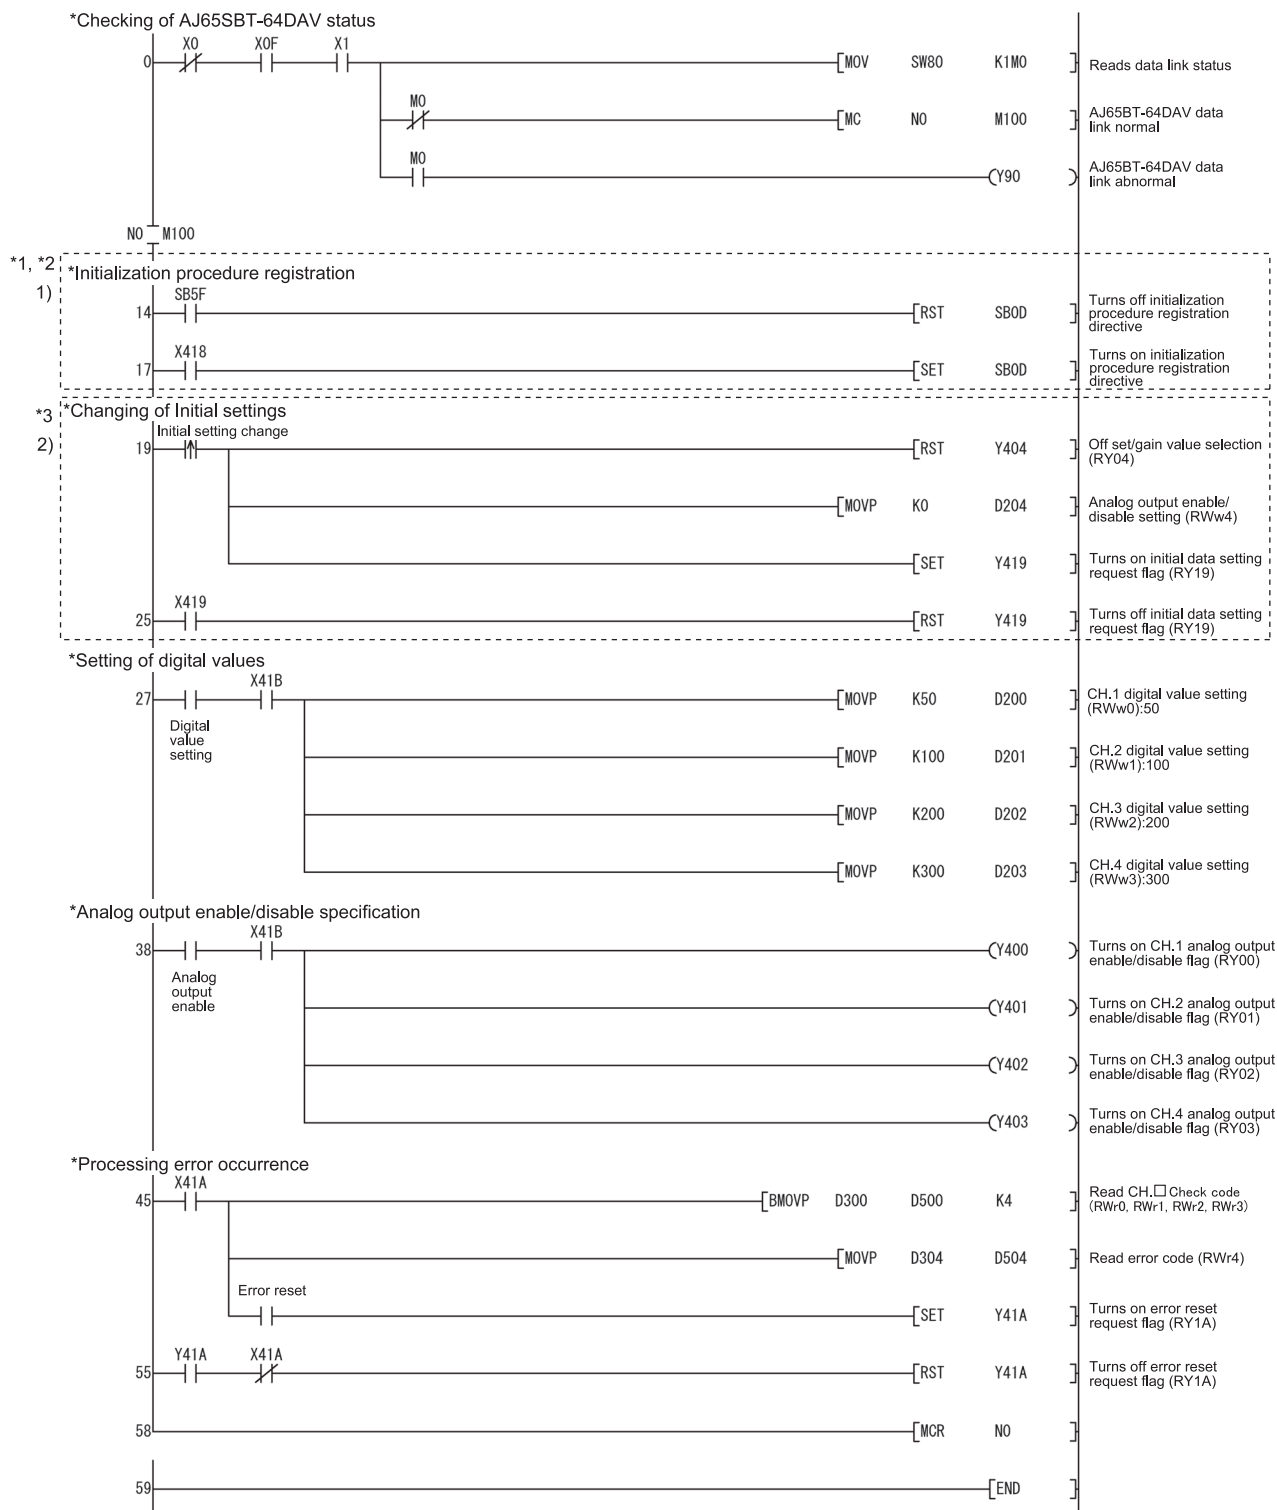 *Checking of AJ65SBT-64DAV status
X0 X0F X1
0 MOV SW80 K1M0 Reads data link status
M0
MC N0 M100 AJ65BT-64DAV data
link normal
M0
Y90 AJ65BT-64DAV data
link abnormal
N0 M100
*1, *2
1)
*Initialization procedure registration
SB5F
14 RST SB0D Turns off initialization
procedure registration
directive
X418
17 SET SB0D Turns on initialization
procedure registration
directive
*3
2)
*Changing of Initial settings
Initial setting change
19 RST Y404 Off set/gain value selection
(RY04)
MOVP K0 D204 Analog output enable/
disable setting (RWw4)
SET Y419 Turns on initial data setting
request flag (RY19)
X419
25 RST Y419 Turns off initial data setting
request flag (RY19)
*Setting of digital values
X41B
27 MOVP K50 D200 CH.1 digital value setting
(RWw0):50
Digital
value
setting
MOVP K100 D201 CH.2 digital value setting
(RWw1):100
MOVP K200 D202 CH.3 digital value setting
(RWw2):200
MOVP K300 D203 CH.4 digital value setting
(RWw3):300
*Analog output enable/disable specification
X41B
38 Y400 Turns on CH.1 analog output
enable/disable flag (RY00)
Analog
output
enable
Y401 Turns on CH.2 analog output
enable/disable flag (RY01)
Y402 Turns on CH.3 analog output
enable/disable flag (RY02)
Y403 Turns on CH.4 analog output
enable/disable flag (RY03)
*Processing error occurrence
X41A
45 BMOVP D300 D500 K4 Read CH.□ Check code
(RWr0, RWr1, RWr2, RWr3)
MOVP D304 D504 Read error code (RWr4)
Error reset
SET Y41A Turns on error reset
request flag (RY1A)
Y41A X41A
55 RST Y41A Turns off error reset
request flag (RY1A)
58 MCR N0
59 END